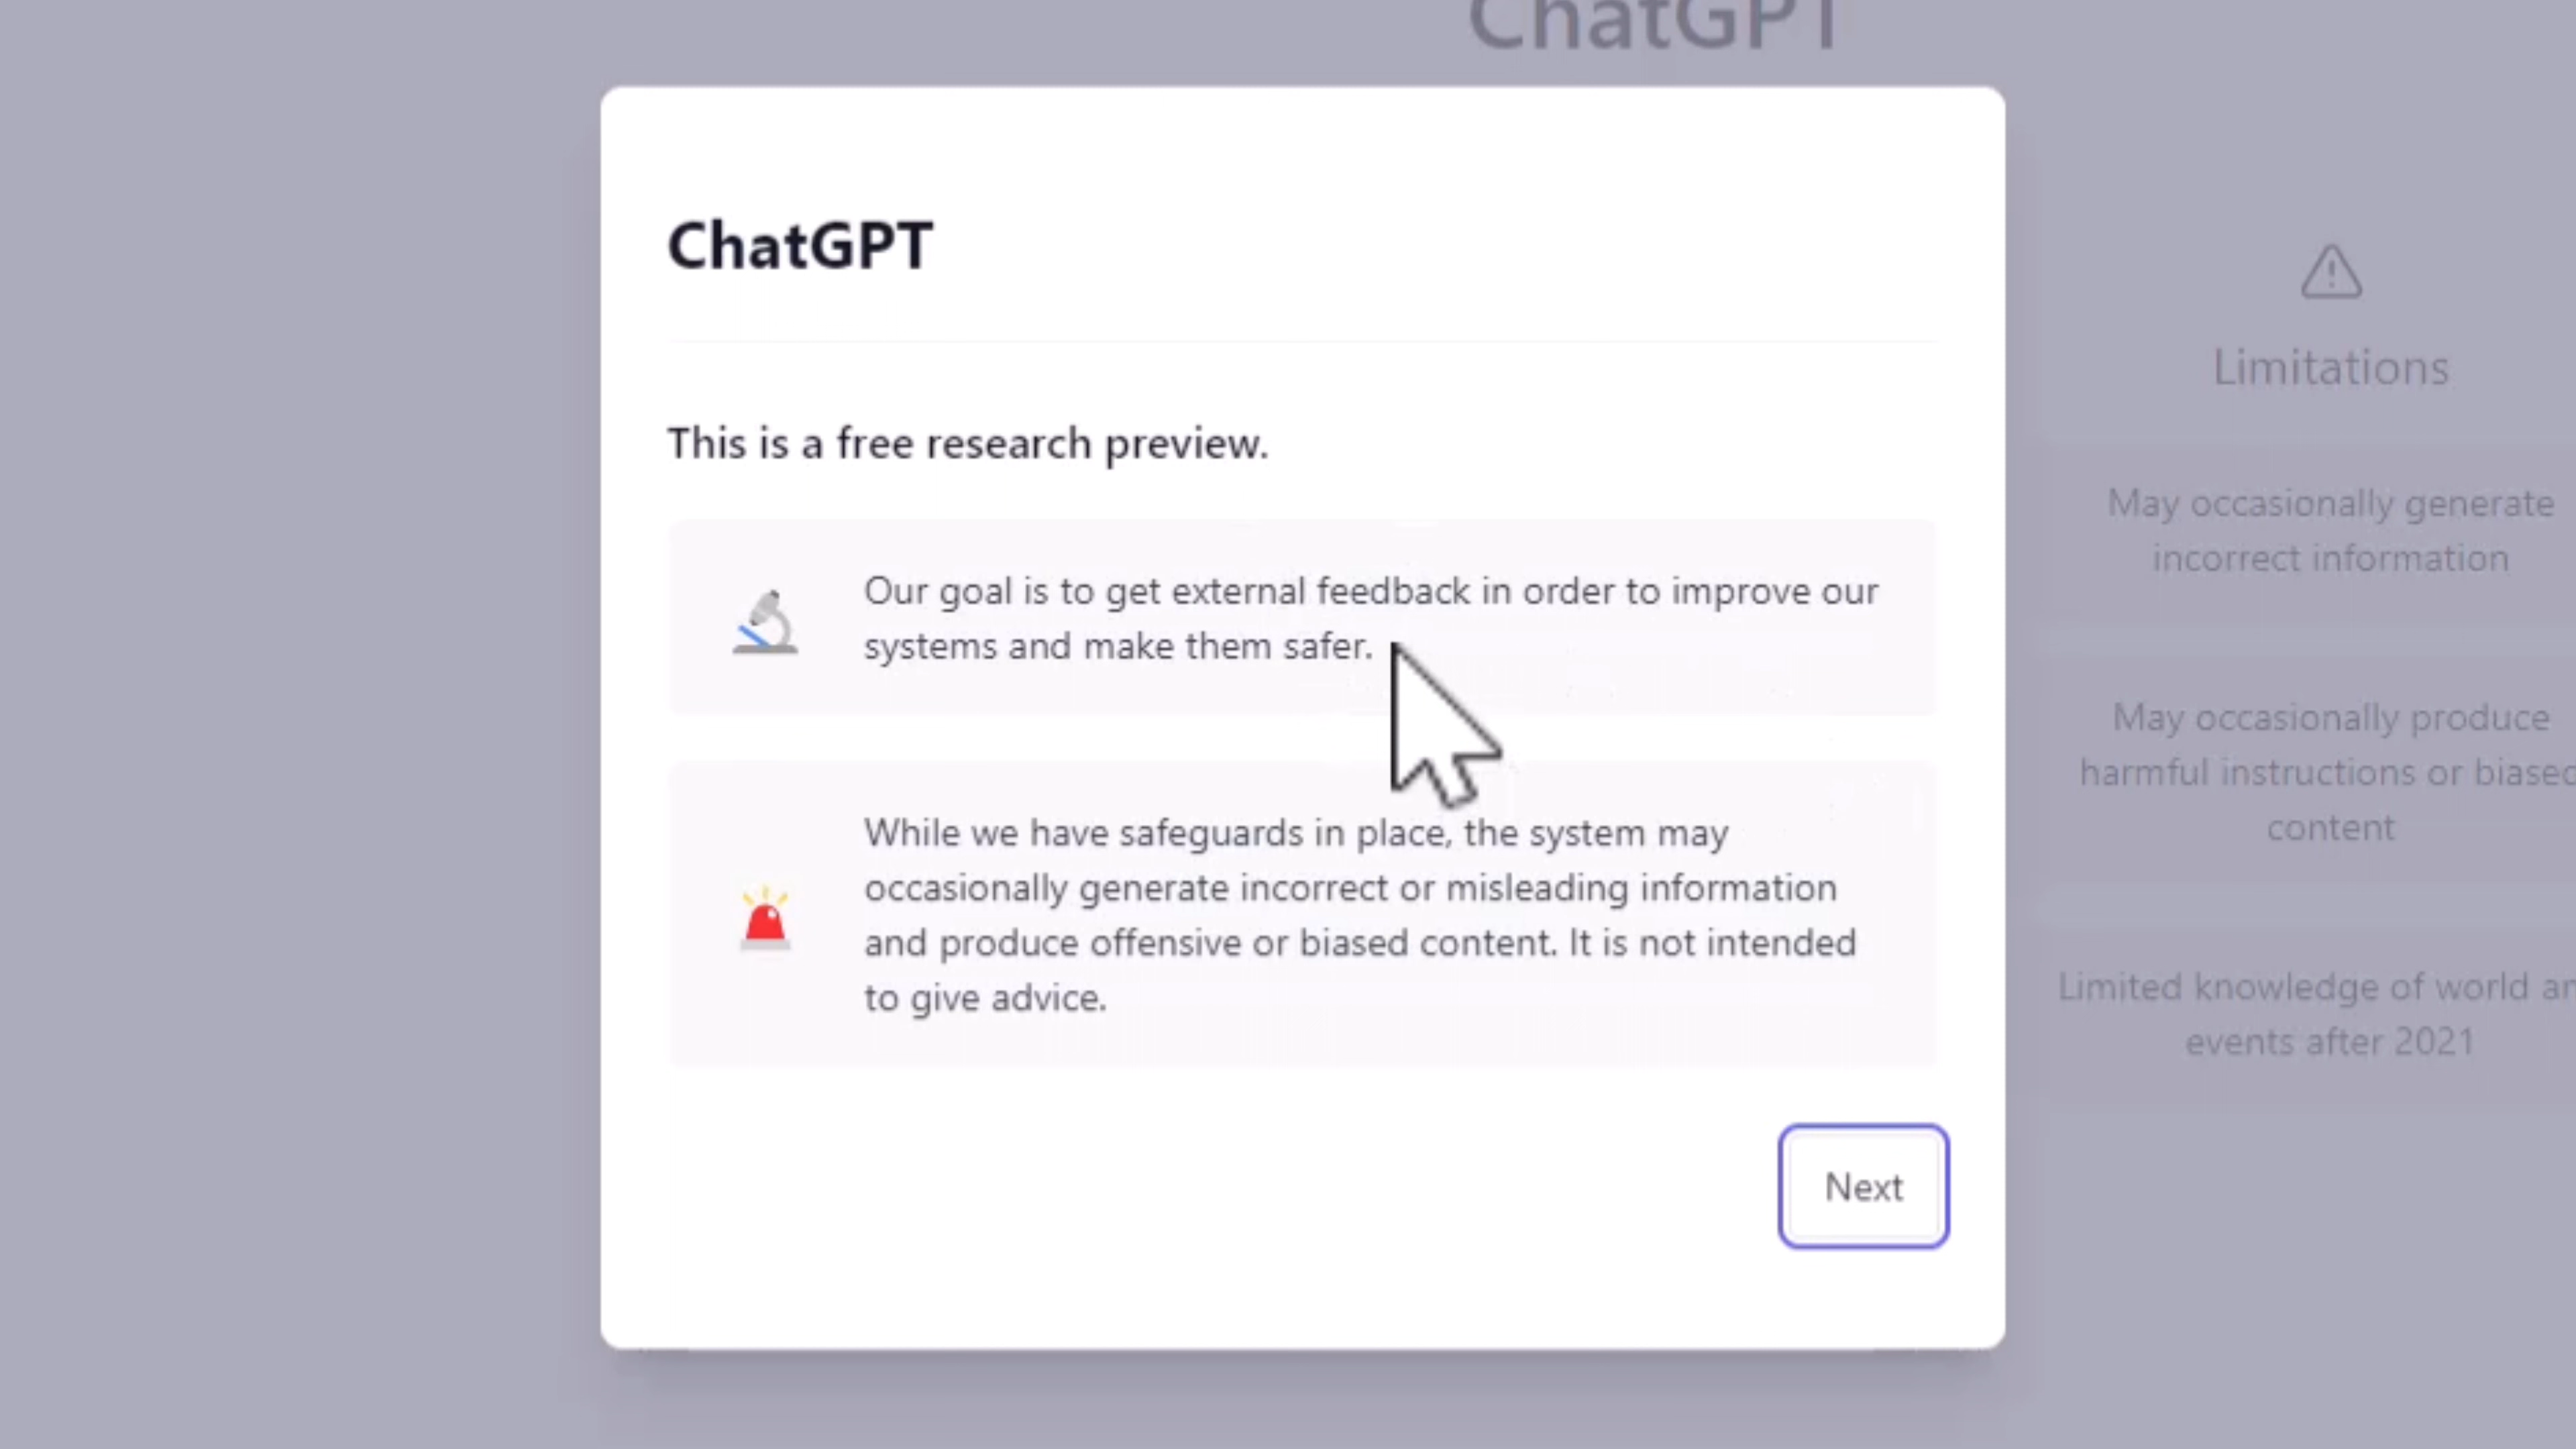 ChatGPT
ChatGPT
This is a free research preview.
Our goal is to get external feedback in order to improve our
systems and make them safer.
While we have safeguards in place, the system may
occasionally generate incorrect or misleading information
and produce offensive or biased content. It is not intended
to give advice.
Next
Limitations
May occasionally generate
incorrect information
May occasionally produce
harmful instructions or biased
content
Limited knowledge of world
events after 2021